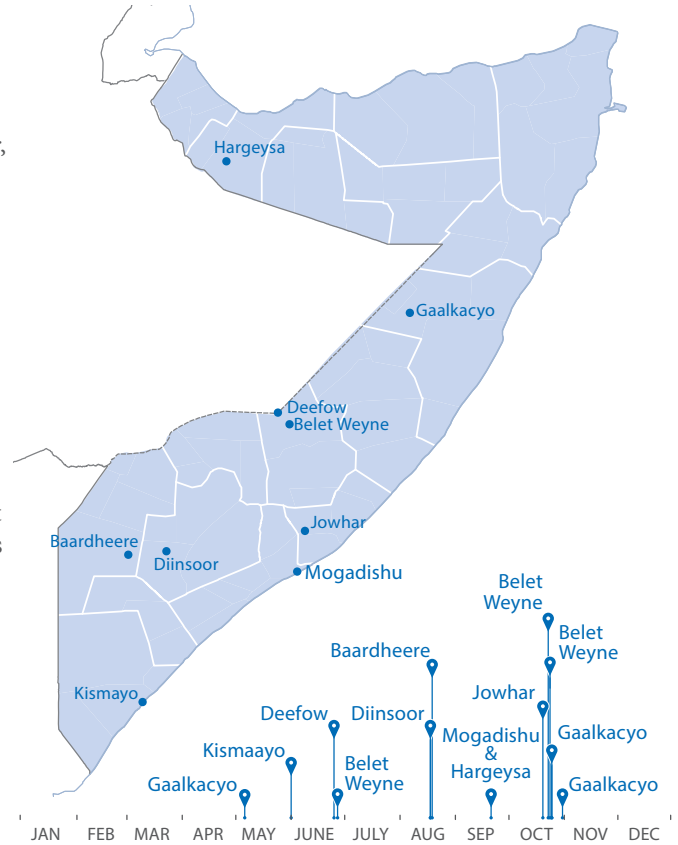 ,
Hargeysa
Gaalkacyo
Deefow
Belet Weyne
Jowhar
Baardheere
Diinsoor
s
Mogadishu
Kismayo
Belet
Weyne
Belet
Weyne
Baardheere
Jowhar
Deefow
Diinsoor
Mogadishu
&
Hargeysa
Gaalkacyo
Kismaayo
Belet
Weyne
Gaalkacyo
Gaalkacyo
JAN FEB MAR APR MAY JUNE JULY AUG SEP OCT NOV DEC